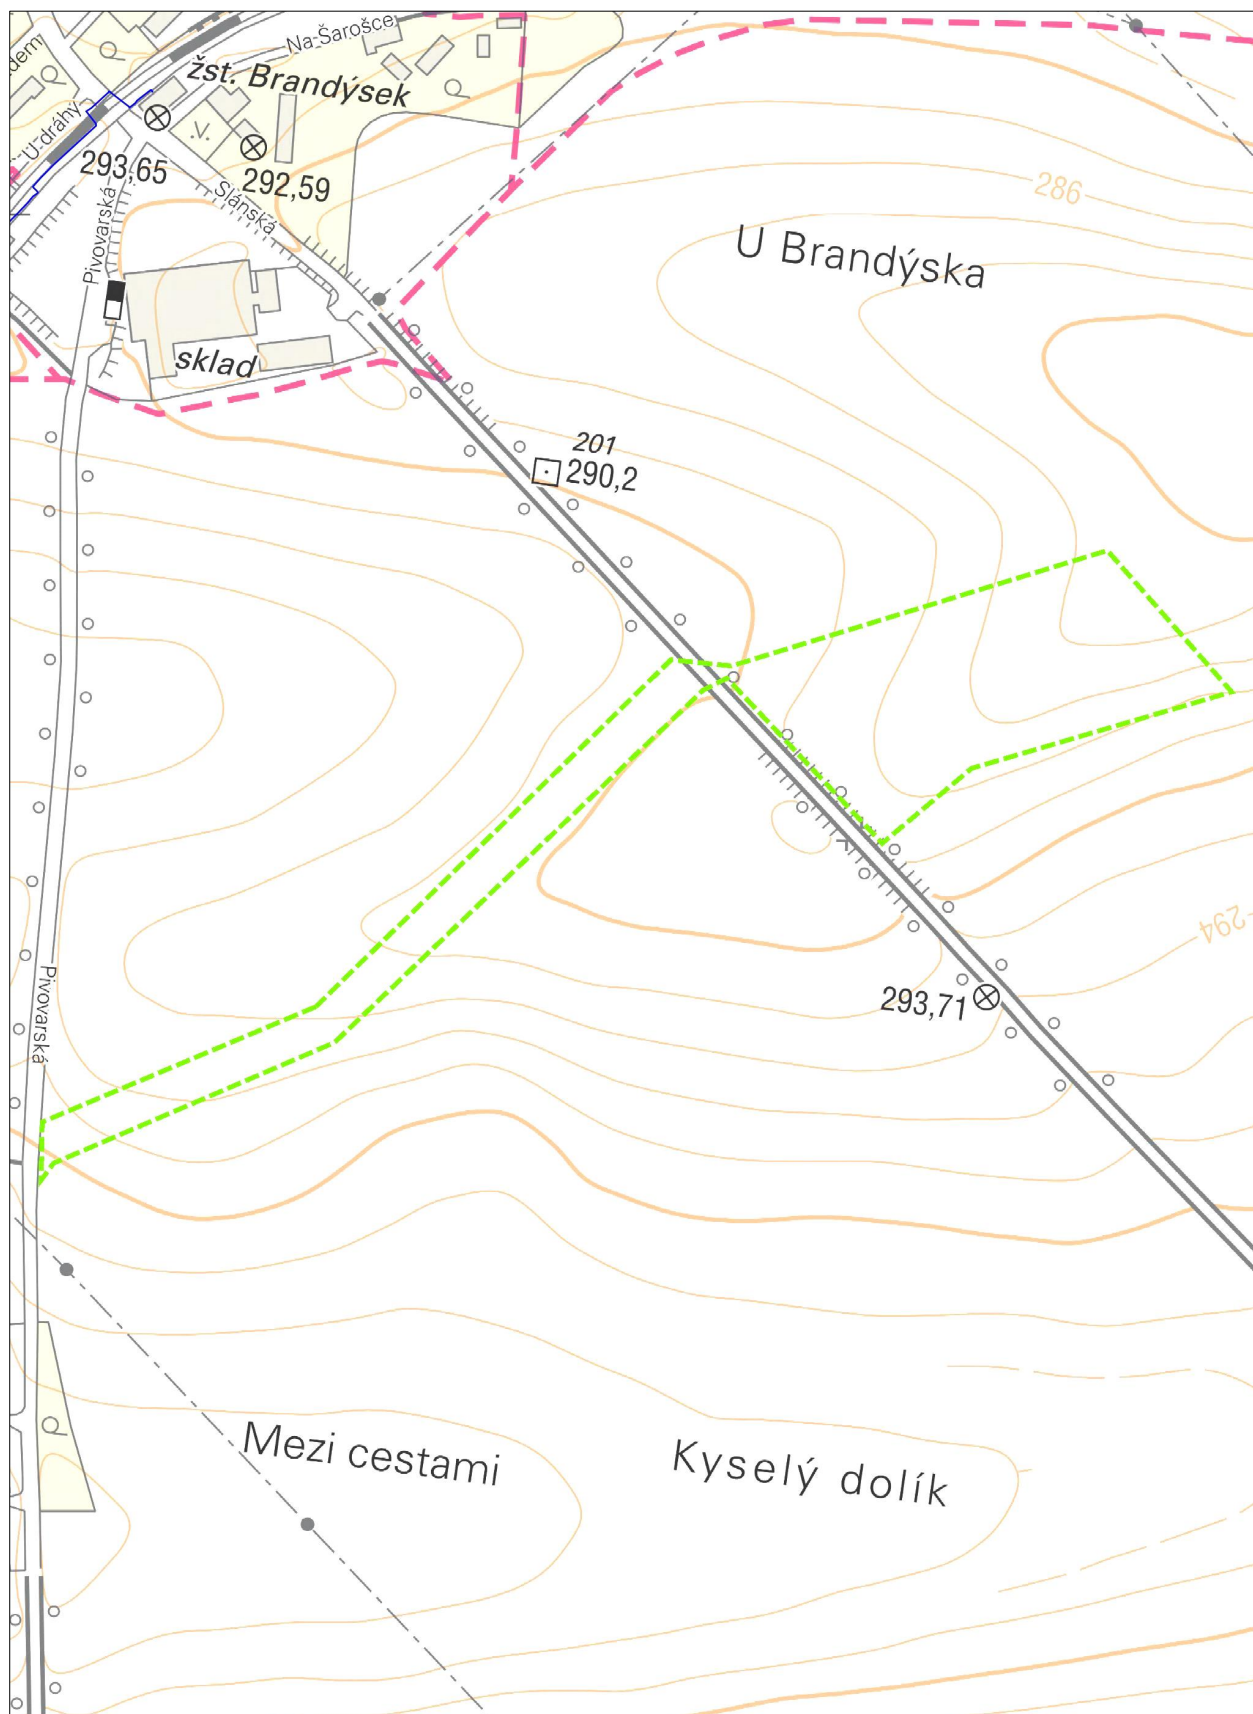 Na Šarošce
žst. Brandýsek
U dráhy
293,65
292,59
Slánská
Pivovarská
286
U Brandýska
sklad
201
290,2
294
293,71
Pivovarská
Mezi cestami
Kyselý dolík